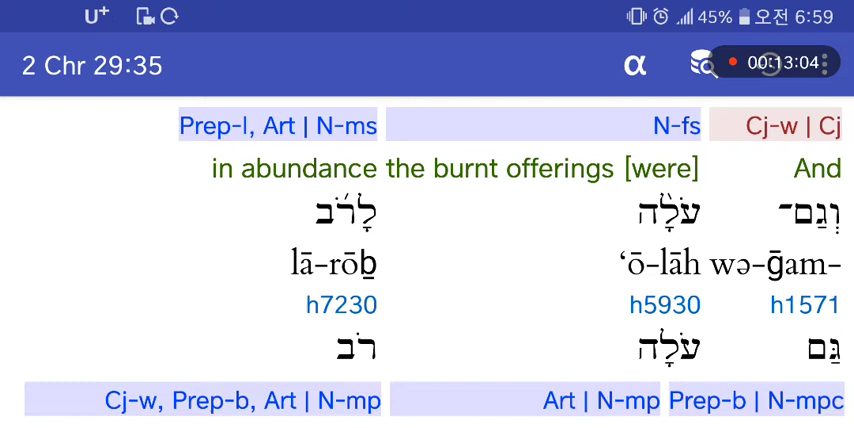 U+ 45% 오전 6:59
2 Chr 29:35 α 00:13:04
Prep-l, Art | N-ms N-fs Cj-w | Cj
in abundance the burnt offerings [were] And
וְגַם־ עֹלָ֨ה לָרֹ֜ב
lā-rōḇ ‘ō-lāh wə-ḡam-
h7230 h5930 h1571
גַּם עֹלָה רֹב
Cj-w, Prep-b, Art | N-mp Art | N-mp Prep-b | N-mpc